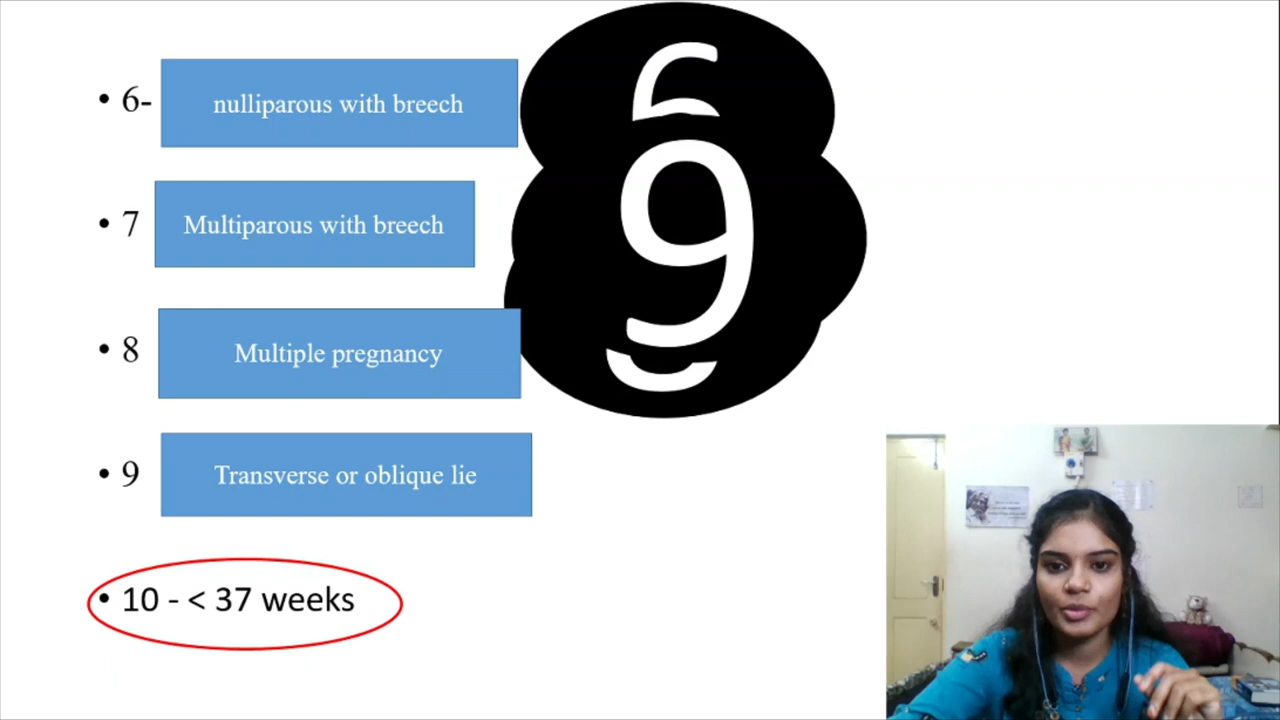 • 6- nulliparous with breech
• 7 Multiparous with breech
• 8 Multiple pregnancy
• 9 Transverse or oblique lie
• 10 - < 37 weeks
6
9